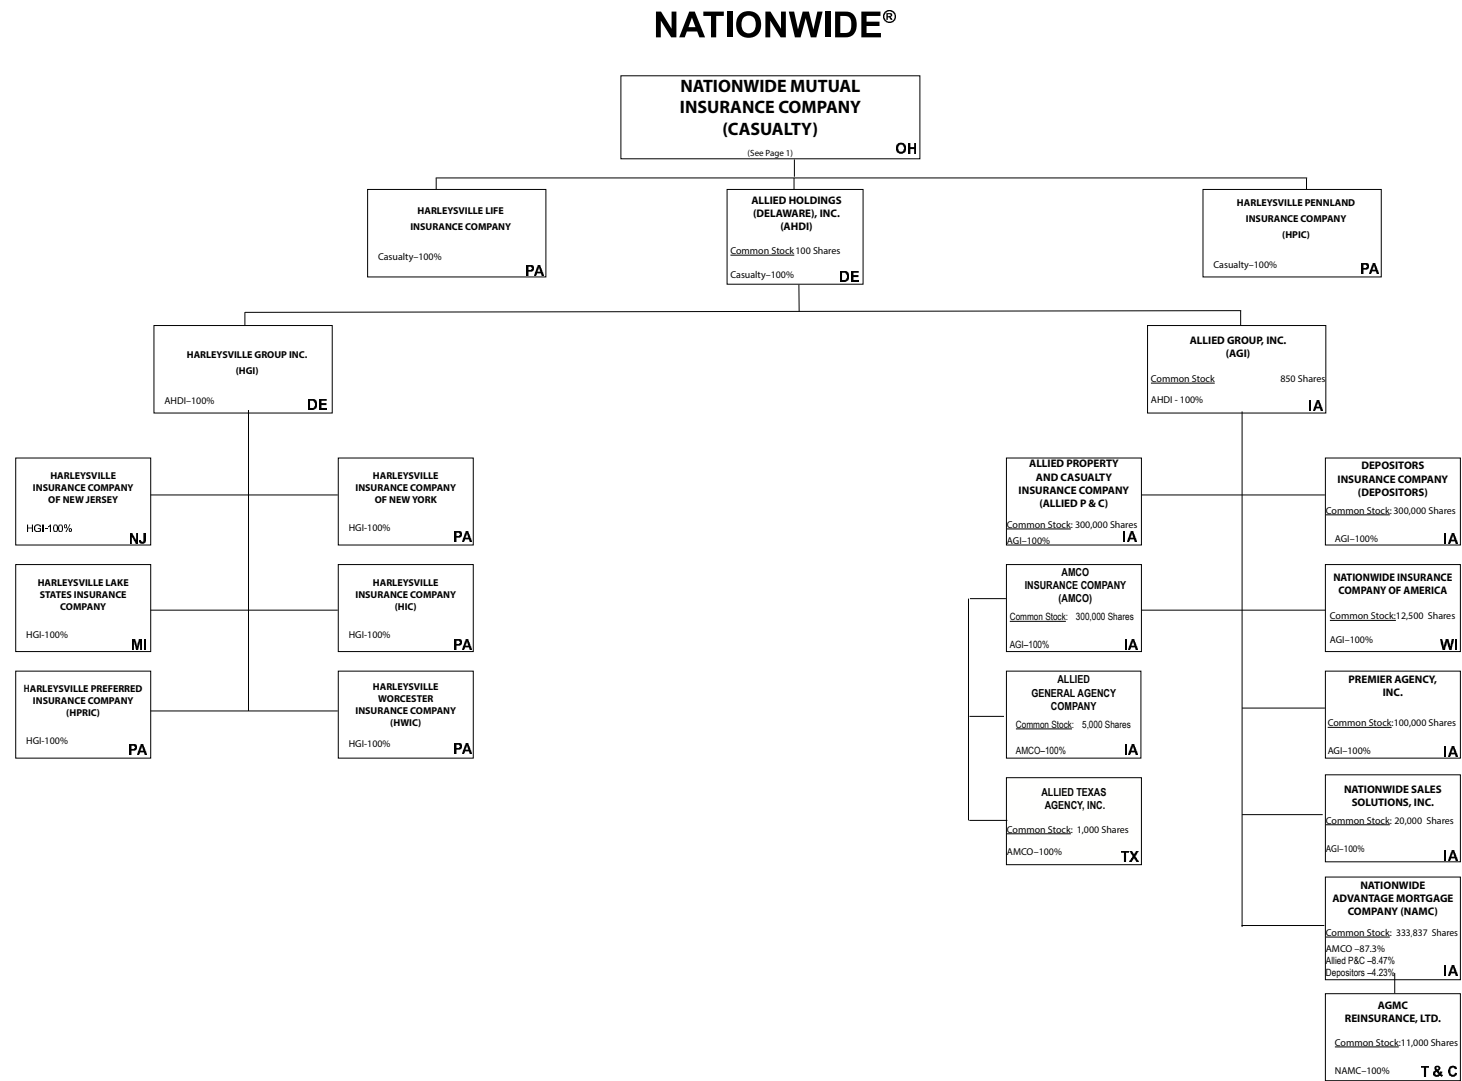 NATIONWIDE®
NATIONWIDE MUTUAL
INSURANCE COMPANY
(CASUALTY)
(See Page 1)
OH
HARLEYSVILLE LIFE
INSURANCE COMPANY
Casualty–100%
PA
ALLIED HOLDINGS
(DELAWARE), INC.
(AHDI)
Common Stock 100 Shares
Casualty–100%
DE
HARLEYSVILLE PENNLAND
INSURANCE COMPANY
(HPIC)
Casualty–100%
PA
HARLEYSVILLE GROUP INC.
(HGI)
AHDI–100%
DE
ALLIED GROUP, INC.
(AGI)
Common Stock 850 Shares
AHDI - 100%
IA
HARLEYSVILLE
INSURANCE COMPANY
OF NEW JERSEY
HGI-100%
NJ
HARLEYSVILLE
INSURANCE COMPANY
OF NEW YORK
HGI-100%
PA
ALLIED PROPERTY
AND CASUALTY
INSURANCE COMPANY
(ALLIED P & C)
Common Stock: 300,000 Shares
AGI–100%
IA
DEPOSITORS
INSURANCE COMPANY
(DEPOSITORS)
Common Stock: 300,000 Shares
AGI–100%
IA
HARLEYSVILLE LAKE
STATES INSURANCE
COMPANY
HGI-100%
MI
HARLEYSVILLE
INSURANCE COMPANY
(HIC)
HGI-100%
PA
AMCO
INSURANCE COMPANY
(AMCO)
Common Stock: 300,000 Shares
AGI–100%
IA
NATIONWIDE INSURANCE
COMPANY OF AMERICA
Common Stock:12,500 Shares
AGI–100%
WI
HARLEYSVILLE PREFERRED
INSURANCE COMPANY
(HPRIC)
HGI-100%
PA
HARLEYSVILLE
WORCESTER
INSURANCE COMPANY
(HWIC)
HGI-100%
PA
ALLIED
GENERAL AGENCY
COMPANY
Common Stock: 5,000 Shares
AMCO–100%
IA
PREMIER AGENCY,
INC.
Common Stock:100,000 Shares
AGI–100%
IA
ALLIED TEXAS
AGENCY, INC.
Common Stock: 1,000 Shares
AMCO–100%
TX
NATIONWIDE SALES
SOLUTIONS, INC.
Common Stock: 20,000 Shares
AGI–100%
IA
NATIONWIDE
ADVANTAGE MORTGAGE
COMPANY (NAMC)
Common Stock: 333,837 Shares
AMCO –87.3%
Allied P&C –8.47%
Depositors –4.23%
IA
AGMC
REINSURANCE, LTD.
Common Stock:11,000 Shares
NAMC–100%
T & C